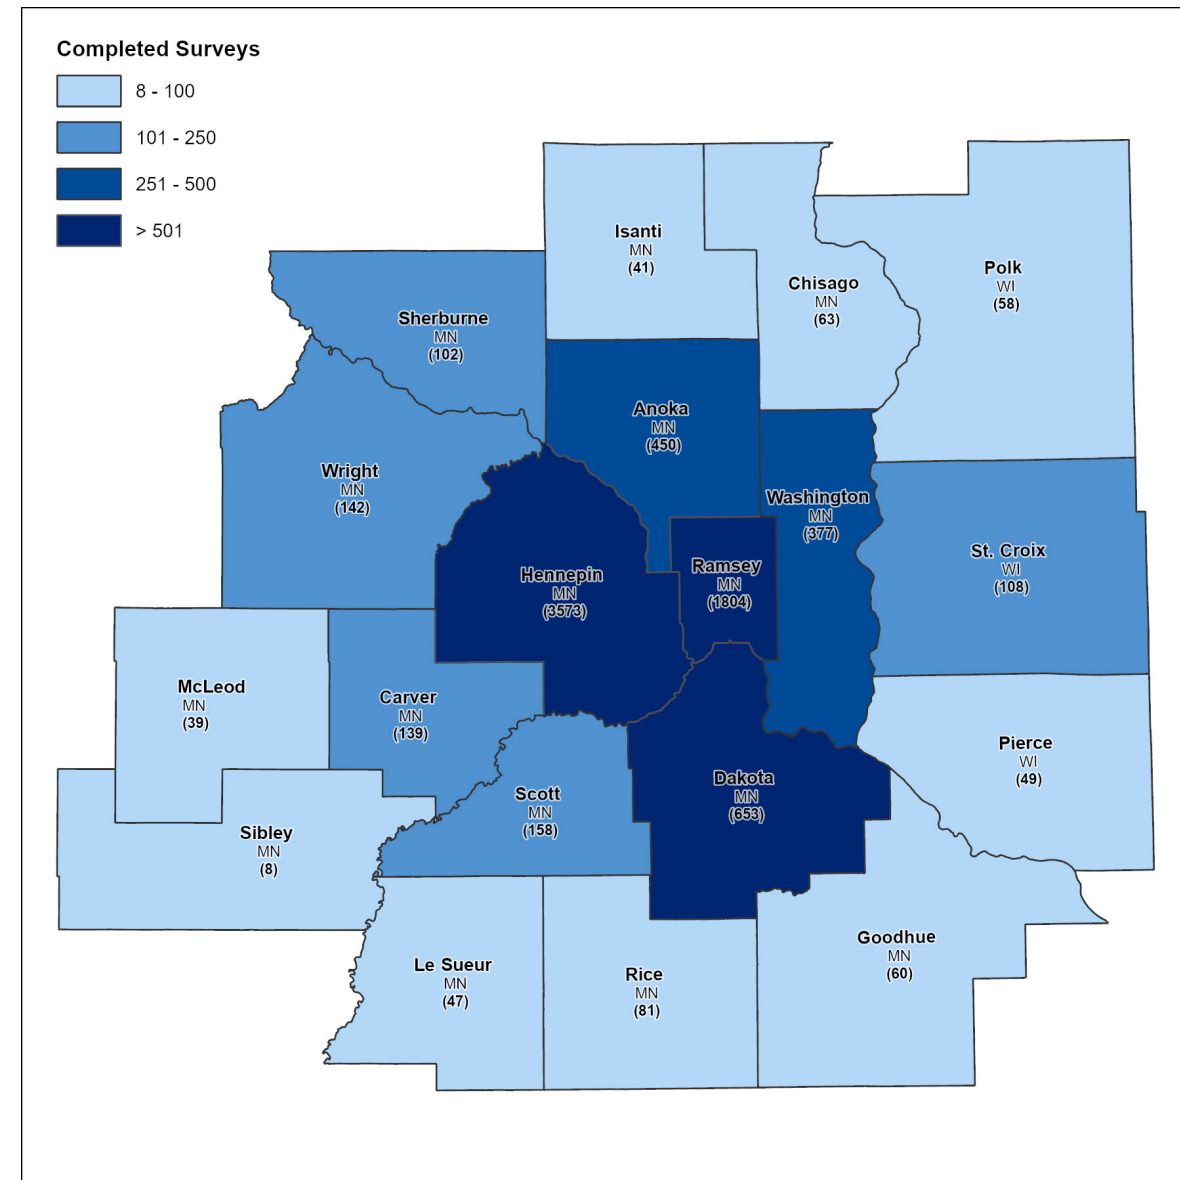 Completed Surveys
8 - 100
101 - 250
251 - 500
> 501
Isanti
MN
(41)
Chisago
MN
(63)
Polk
WI
(58)
Sherburne
MN
(102)
Anoka
MN
(450)
Wright
MN
(142)
Washington
MN
(377)
St. Croix
WI
(108)
Hennepin
MN
(3573)
Ramsey
MN
(1804)
McLeod
MN
(39)
Carver
MN
(139)
Pierce
WI
(49)
Scott
MN
(158)
Dakota
MN
(653)
Sibley
MN
(8)
Le Sueur
MN
(47)
Rice
MN
(81)
Goodhue
MN
(60)